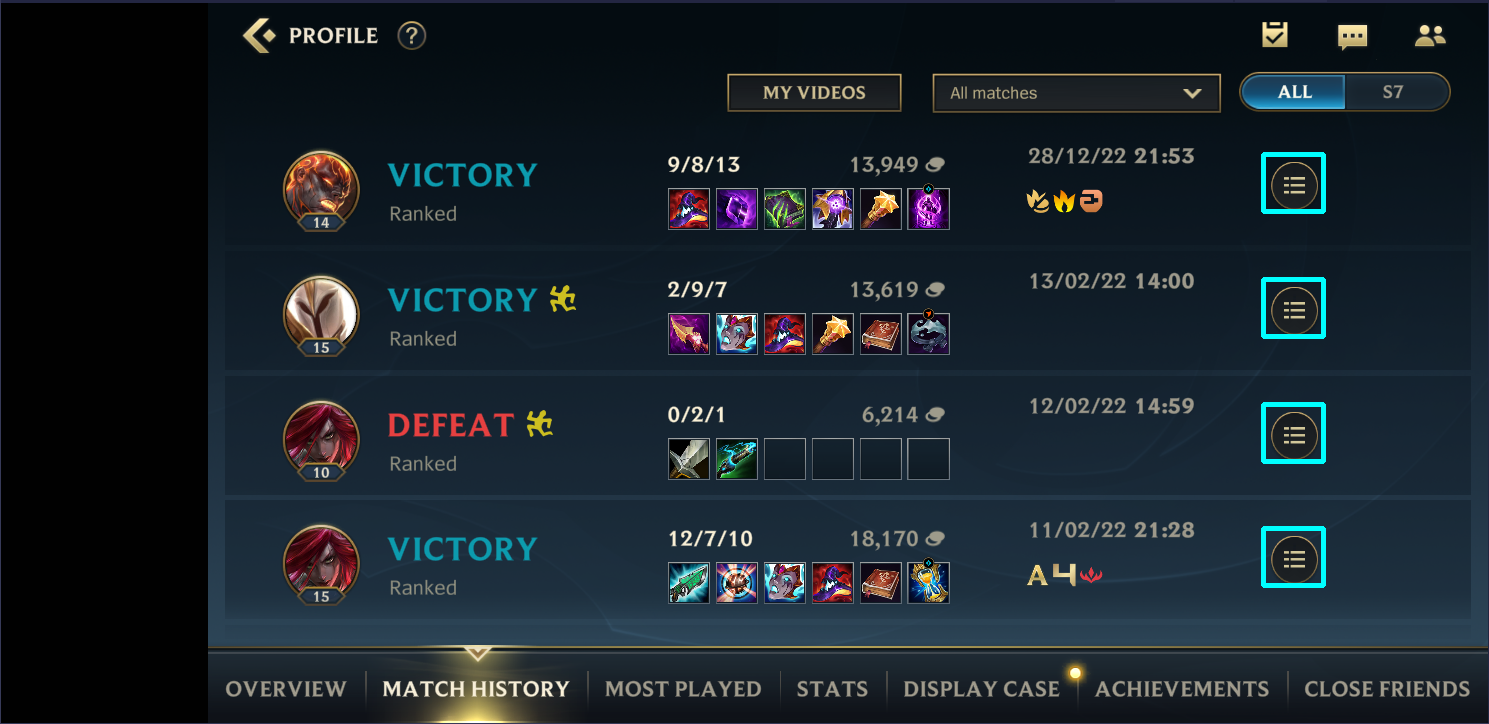 PROFILE ?
MY VIDEOS All matches ALL S7
VICTORY 9/8/13 13,949 28/12/22 21:53
14 Ranked
VICTORY 2/9/7 13,619 13/02/22 14:00
15 Ranked
DEFEAT 0/2/1 6,214 12/02/22 14:59
10 Ranked
VICTORY 12/7/10 18,170 11/02/22 21:28
15 Ranked A 4
OVERVIEW MATCH HISTORY MOST PLAYED STATS DISPLAY CASE ACHIEVEMENTS CLOSE FRIENDS